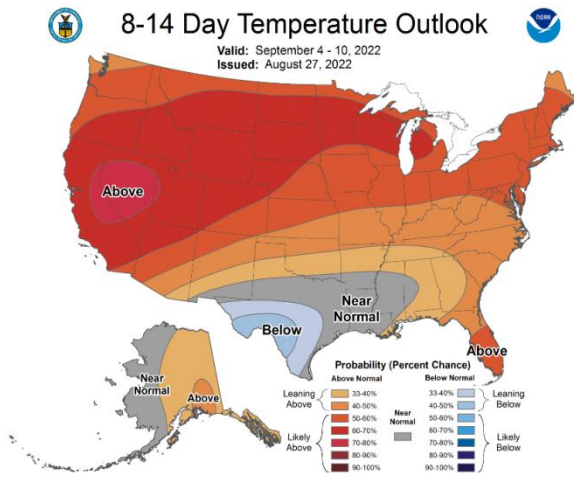 8-14 Day Temperature Outlook
Valid: September 4 - 10, 2022
Issued: August 27, 2022
NOAA
Above
Near
Normal
Below
Above
Near
Normal
Above
Probability (Percent Chance)
Above Normal
Below Normal
Leaning
Above
33-40%
40-50%
Likely
Above
50-60%
60-70%
70-80%
80-90%
90-100%
Near
Normal
33-40%
40-50%
Leaning
Below
50-60%
60-70%
70-80%
80-90%
90-100%
Likely
Below